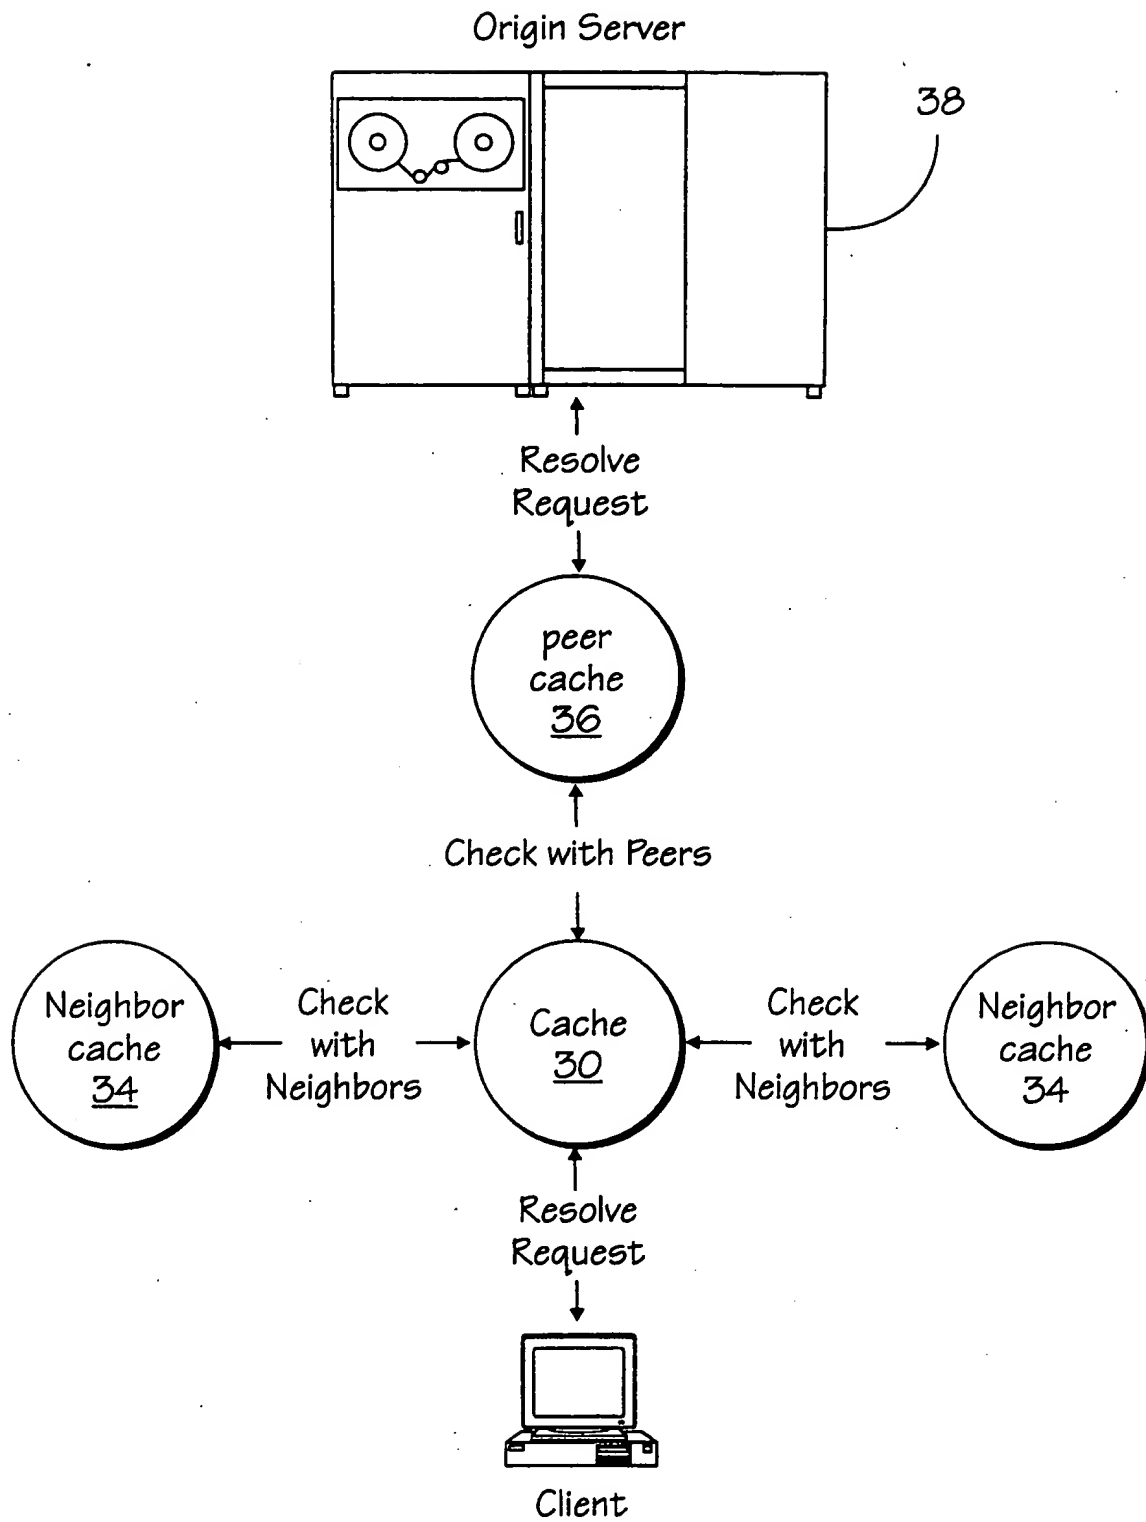 Origin Server
38
Resolve
Request
peer
cache
36
Check with Peers
Neighbor
cache
34
Check
with
Neighbors
Cache
30
Check
with
Neighbors
Neighbor
cache
34
Resolve
Request
Client